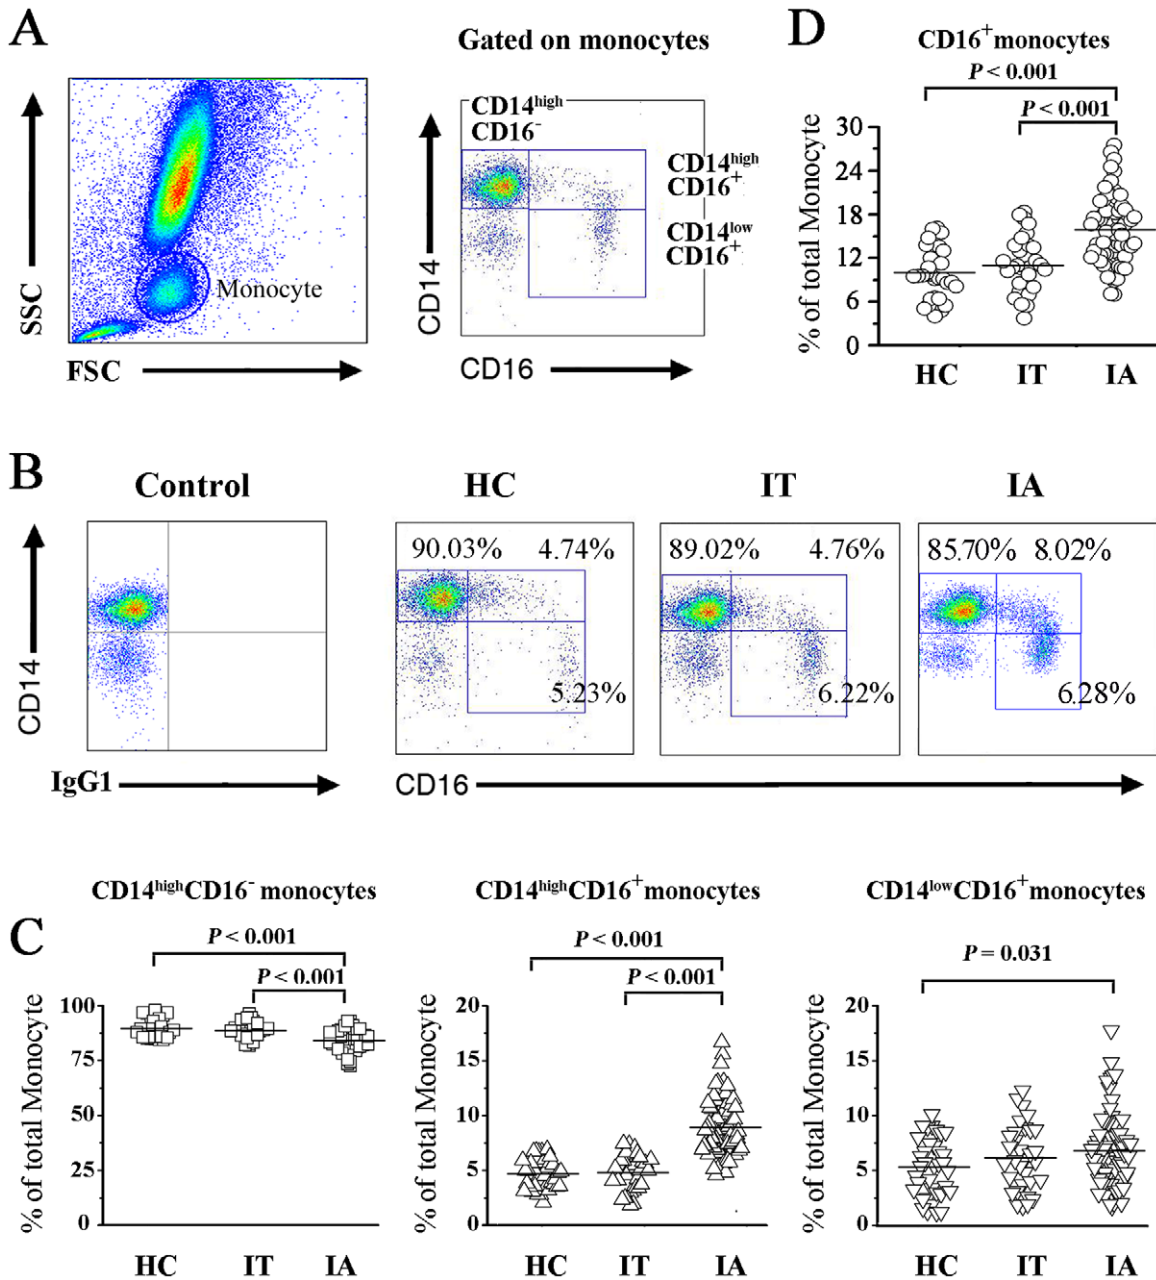 A
Gated on monocytes
SSC
Monocyte
FSC
CD14
CD14high
CD16-
CD14high
CD16+
CD14low
CD16+
CD16
D
CD16+monocytes
P < 0.001
P < 0.001
% of total Monocyte
30
24
18
12
6
0
HC IT IA
B
Control HC IT IA
CD14
90.03% 4.74% 89.02% 4.76% 85.70% 8.02%
5.23% 6.22% 6.28%
IgG1 CD16
C
CD14highCD16- monocytes
P < 0.001
P < 0.001
% of total Monocyte
100
75
50
25
0
HC IT IA
CD14highCD16+monocytes
P < 0.001
P < 0.001
% of total Monocyte
20
15
10
5
0
HC IT IA
CD14lowCD16+monocytes
P = 0.031
% of total Monocyte
20
15
10
5
0
HC IT IA